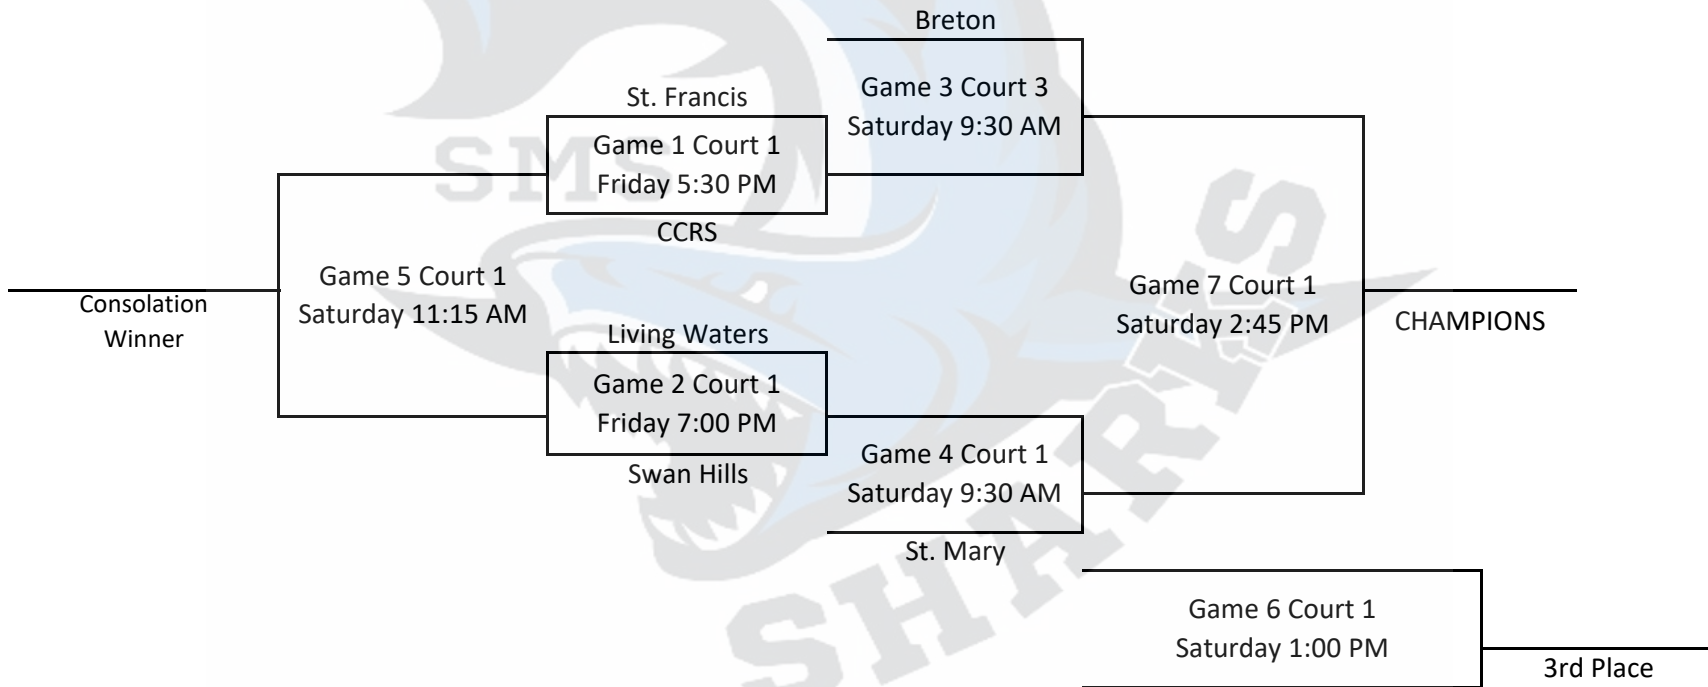 Breton
Game 3 Court 3
Saturday 9:30 AM
St. Francis
Game 1 Court 1
Friday 5:30 PM
CCRS
SMS
Game 5 Court 1
Saturday 11:15 AM
Consolation
Winner
Living Waters
Game 2 Court 1
Friday 7:00 PM
Swan Hills
Game 7 Court 1
Saturday 2:45 PM
CHAMPIONS
Game 4 Court 1
Saturday 9:30 AM
St. Mary
SHARKS
Game 6 Court 1
Saturday 1:00 PM
3rd Place